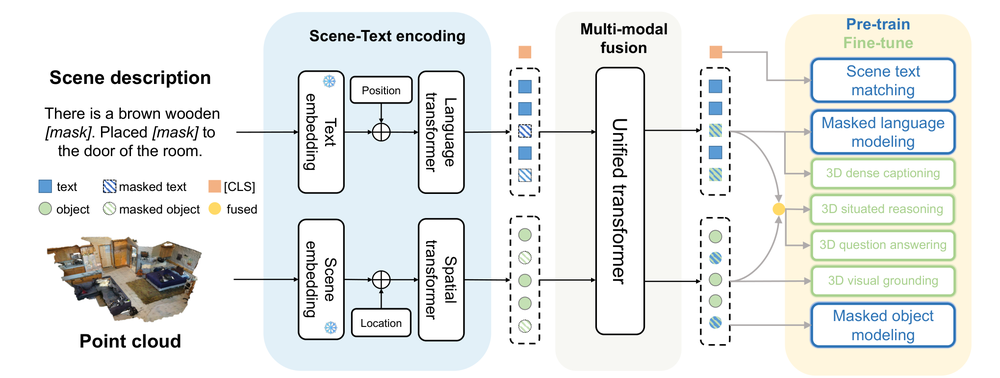 Scene description
There is a brown wooden
[mask]. Placed [mask] to
the door of the room.
text
masked text
[CLS]
object
masked object
fused
Point cloud
Scene-Text encoding
Text
embedding
Position
Language
transformer
Scene
embedding
Location
Spatial
transformer
Multi-modal
fusion
Unified transformer
Pre-train
Fine-tune
Scene text
matching
Masked language
modeling
3D dense captioning
3D situated reasoning
3D question answering
3D visual grounding
Masked object
modeling